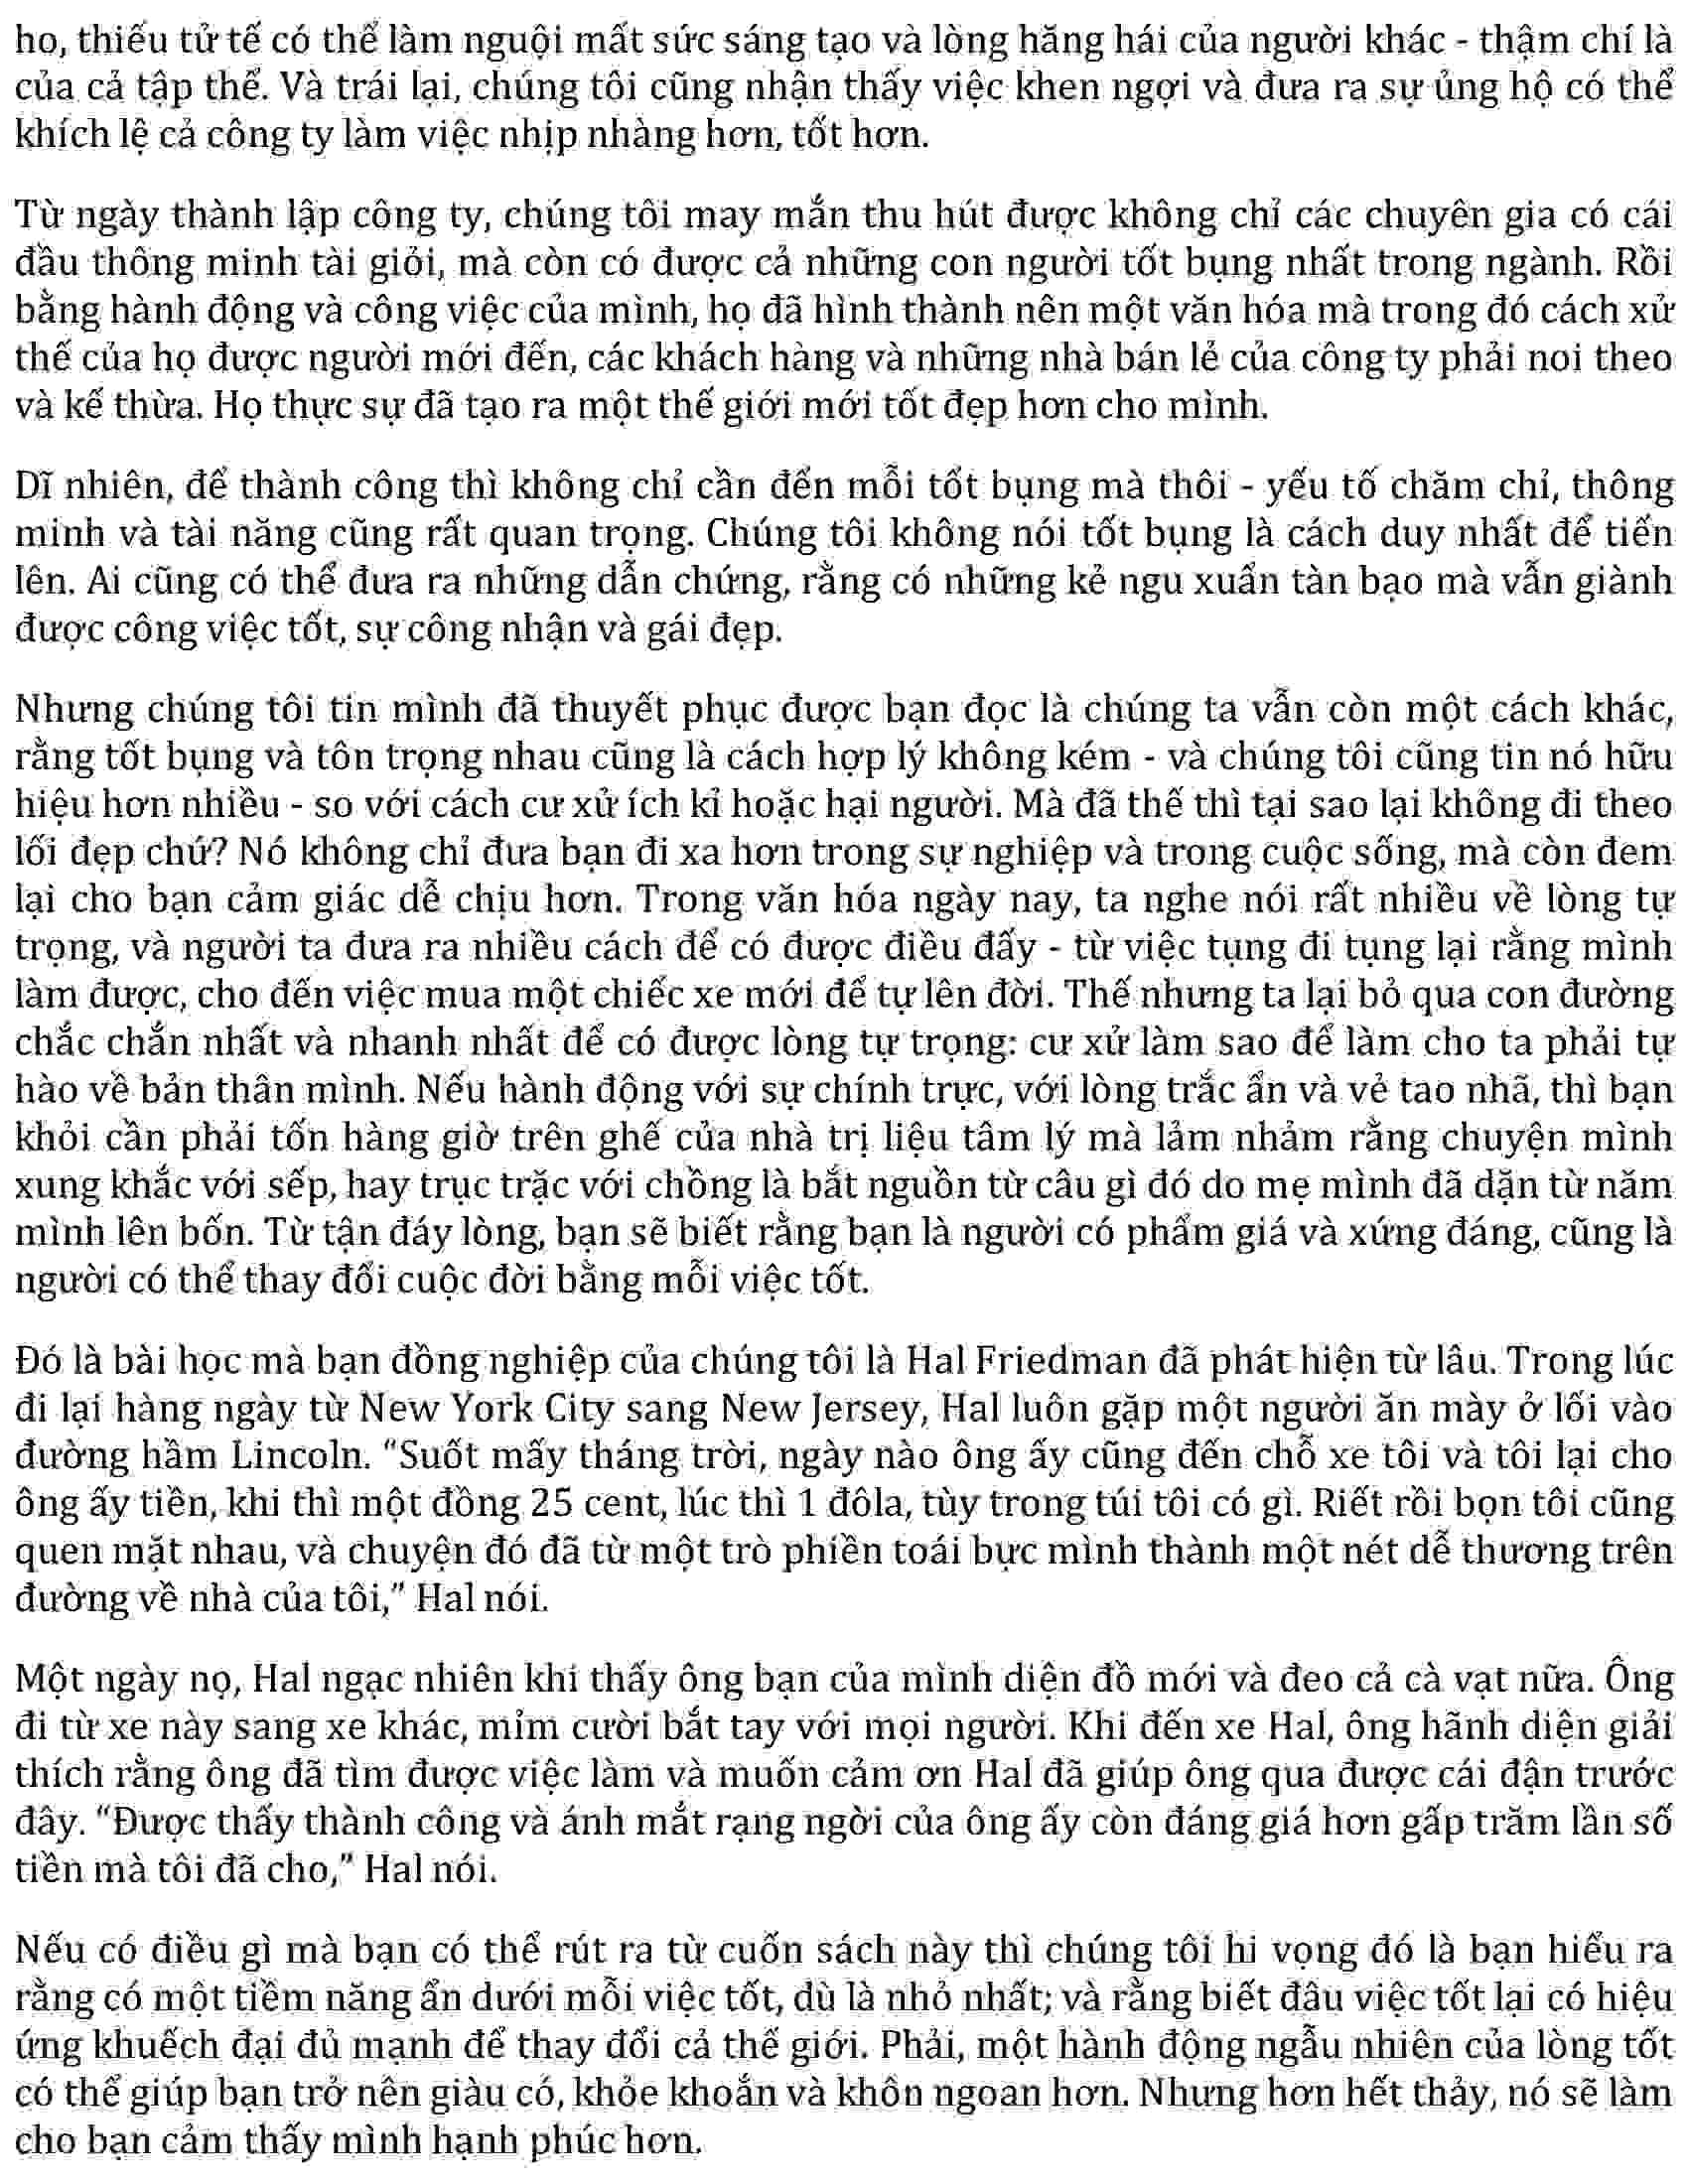 họ, thiếu tử tế có thể làm nguội mất sức sáng tạo và lòng hăng hái của người khác - thậm chí là
của cả tập thể. Và trái lại, chúng tôi cũng nhận thấy việc khen ngợi và đưa ra sự ủng hộ có thể
khích lệ cả công ty làm việc nhịp nhàng hơn, tốt hơn.
Từ ngày thành lập công ty, chúng tôi may mắn thu hút được không chỉ các chuyên gia có cái
đầu thông minh tài giỏi, mà còn có được cả những con người tốt bụng nhất trong ngành. Rồi
bằng hành động và công việc của mình, họ đã hình thành nên một văn hóa mà trong đó cách xử
thế của họ được người mới đến, các khách hàng và những nhà bán lẻ của công ty phải noi theo
và kế thừa. Họ thực sự đã tạo ra một thế giới mới tốt đẹp hơn cho mình.
Dĩ nhiên, để thành công thì không chỉ cần đến mỗi tốt bụng mà thôi - yếu tố chăm chỉ, thông
minh và tài năng cũng rất quan trọng. Chúng tôi không nói tốt bụng là cách duy nhất để tiến
lên. Ai cũng có thể đưa ra những dẫn chứng, rằng có những kẻ ngu xuẩn tàn bạo mà vẫn giành
được công việc tốt, sự công nhận và gái đẹp.
Nhưng chúng tôi tin mình đã thuyết phục được bạn đọc là chúng ta vẫn còn một cách khác,
rằng tốt bụng và tôn trọng nhau cũng là cách hợp lý không kém - và chúng tôi cũng tin nó hữu
hiệu hơn nhiều - so với cách cư xử ích kỉ hoặc hại người. Mà đã thế thì tại sao lại không đi theo
lối đẹp chứ? Nó không chỉ đưa bạn đi xa hơn trong sự nghiệp và trong cuộc sống, mà còn đem
lại cho bạn cảm giác dễ chịu hơn. Trong văn hóa ngày nay, ta nghe nói rất nhiều về lòng tự
trọng, và người ta đưa ra nhiều cách để có được điều đấy - từ việc tụng đi tụng lại rằng mình
làm được, cho đến việc mua một chiếc xe mới để tự lên đời. Thế nhưng ta lại bỏ qua con đường
chắc chắn nhất và nhanh nhất để có được lòng tự trọng: cư xử làm sao để làm cho ta phải tự
hào về bản thân mình. Nếu hành động với sự chính trực, với lòng trắc ẩn và vẻ tao nhã, thì bạn
khỏi cần phải tốn hàng giờ trên ghế của nhà trị liệu tâm lý mà lảm nhảm rằng chuyện mình
xung khắc với sếp, hay trục trặc với chồng là bắt nguồn từ câu gì đó do mẹ mình đã dặn từ năm
mình lên bốn. Từ tận đáy lòng, bạn sẽ biết rằng bạn là người có phẩm giá và xứng đáng, cũng là
người có thể thay đổi cuộc đời bằng mỗi việc tốt.
Đó là bài học mà bạn đồng nghiệp của chúng tôi là Hal Friedman đã phát hiện từ lâu. Trong lúc
đi lại hàng ngày từ New York City sang New Jersey, Hal luôn gặp một người ăn mày ở lối vào
đường hầm Lincoln. “Suốt mấy tháng trời, ngày nào ông ấy cũng đến chỗ xe tôi và tôi lại cho
ông ấy tiền, khi thì một đồng 25 cent, lúc thì 1 đôla, tùy trong túi tôi có gì. Riết rồi bọn tôi cũng
quen mặt nhau, và chuyện đó đã từ một trò phiền toái bực mình thành một nét dễ thương trên
đường về nhà của tôi,” Hal nói.
Một ngày nọ, Hal ngạc nhiên khi thấy ông bạn của mình diện đồ mới và đeo cả cà vạt nữa. Ông
đi từ xe này sang xe khác, mỉm cười bắt tay với mọi người. Khi đến xe Hal, ông hãnh diện giải
thích rằng ông đã tìm được việc làm và muốn cảm ơn Hal đã giúp ông qua được cái đận trước
đây. “Được thấy thành công và ánh mắt rạng ngời của ông ấy còn đáng giá hơn gấp trăm lần số
tiền mà tôi đã cho,” Hal nói.
Nếu có điều gì mà bạn có thể rút ra từ cuốn sách này thì chúng tôi hi vọng đó là bạn hiểu ra
rằng có một tiềm năng ẩn dưới mỗi việc tốt, dù là nhỏ nhất; và rằng biết đâu việc tốt lại có hiệu
ứng khuếch đại đủ mạnh để thay đổi cả thế giới. Phải, một hành động ngẫu nhiên của lòng tốt
có thể giúp bạn trở nên giàu có, khỏe khoắn và khôn ngoan hơn. Nhưng hơn hết thảy, nó sẽ làm
cho bạn cảm thấy mình hạnh phúc hơn.